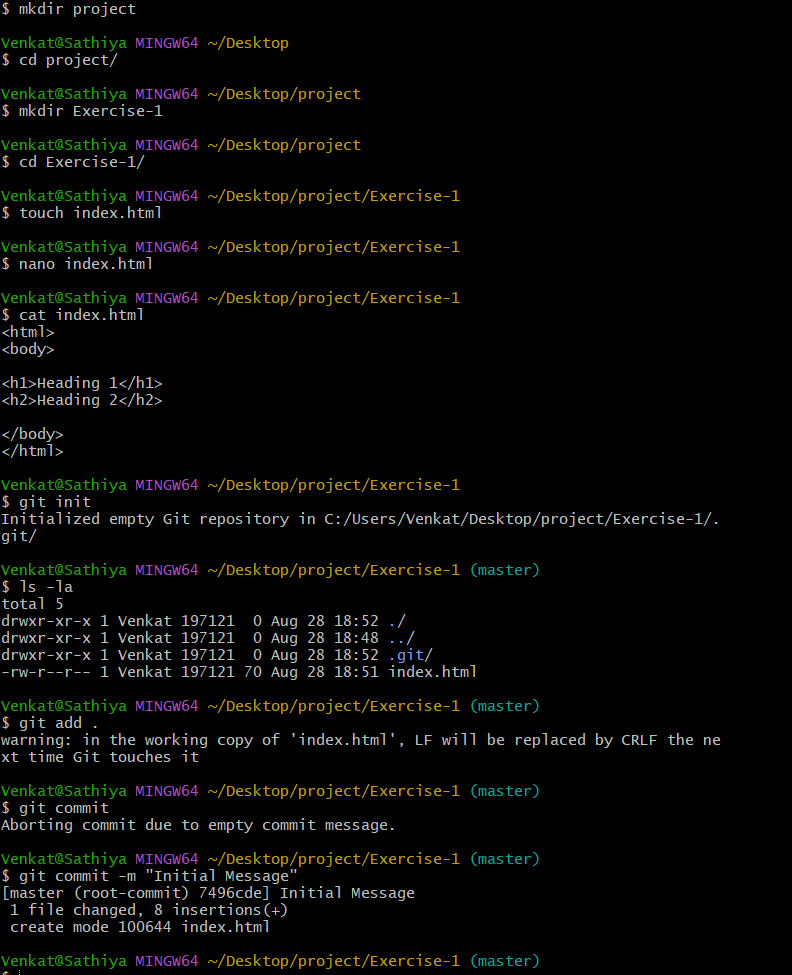 $ mkdir project
Venkat@Sathiya MINGW64 ~/Desktop
$ cd project/
Venkat@Sathiya MINGW64 ~/Desktop/project
$ mkdir Exercise-1
Venkat@Sathiya MINGW64 ~/Desktop/project
$ cd Exercise-1/
Venkat@Sathiya MINGW64 ~/Desktop/project/Exercise-1
$ touch index.html
Venkat@Sathiya MINGW64 ~/Desktop/project/Exercise-1
$ nano index.html
Venkat@Sathiya MINGW64 ~/Desktop/project/Exercise-1
$ cat index.html
<html>
<body>
<h1>Heading 1</h1>
<h2>Heading 2</h2>
</body>
</html>
Venkat@Sathiya MINGW64 ~/Desktop/project/Exercise-1
$ git init
Initialized empty Git repository in C:/Users/Venkat/Desktop/project/Exercise-1/.
git/
Venkat@Sathiya MINGW64 ~/Desktop/project/Exercise-1 (master)
$ ls -la
total 5
drwxr-xr-x 1 Venkat 197121  0 Aug 28 18:52 ./
drwxr-xr-x 1 Venkat 197121  0 Aug 28 18:48 ../
drwxr-xr-x 1 Venkat 197121  0 Aug 28 18:52 .git/
-rw-r--r-- 1 Venkat 197121 70 Aug 28 18:51 index.html
Venkat@Sathiya MINGW64 ~/Desktop/project/Exercise-1 (master)
$ git add .
warning: in the working copy of 'index.html', LF will be replaced by CRLF the ne
xt time Git touches it
Venkat@Sathiya MINGW64 ~/Desktop/project/Exercise-1 (master)
$ git commit
Aborting commit due to empty commit message.
Venkat@Sathiya MINGW64 ~/Desktop/project/Exercise-1 (master)
$ git commit -m "Initial Message"
[master (root-commit) 7496cde] Initial Message
 1 file changed, 8 insertions(+)
 create mode 100644 index.html
Venkat@Sathiya MINGW64 ~/Desktop/project/Exercise-1 (master)
$